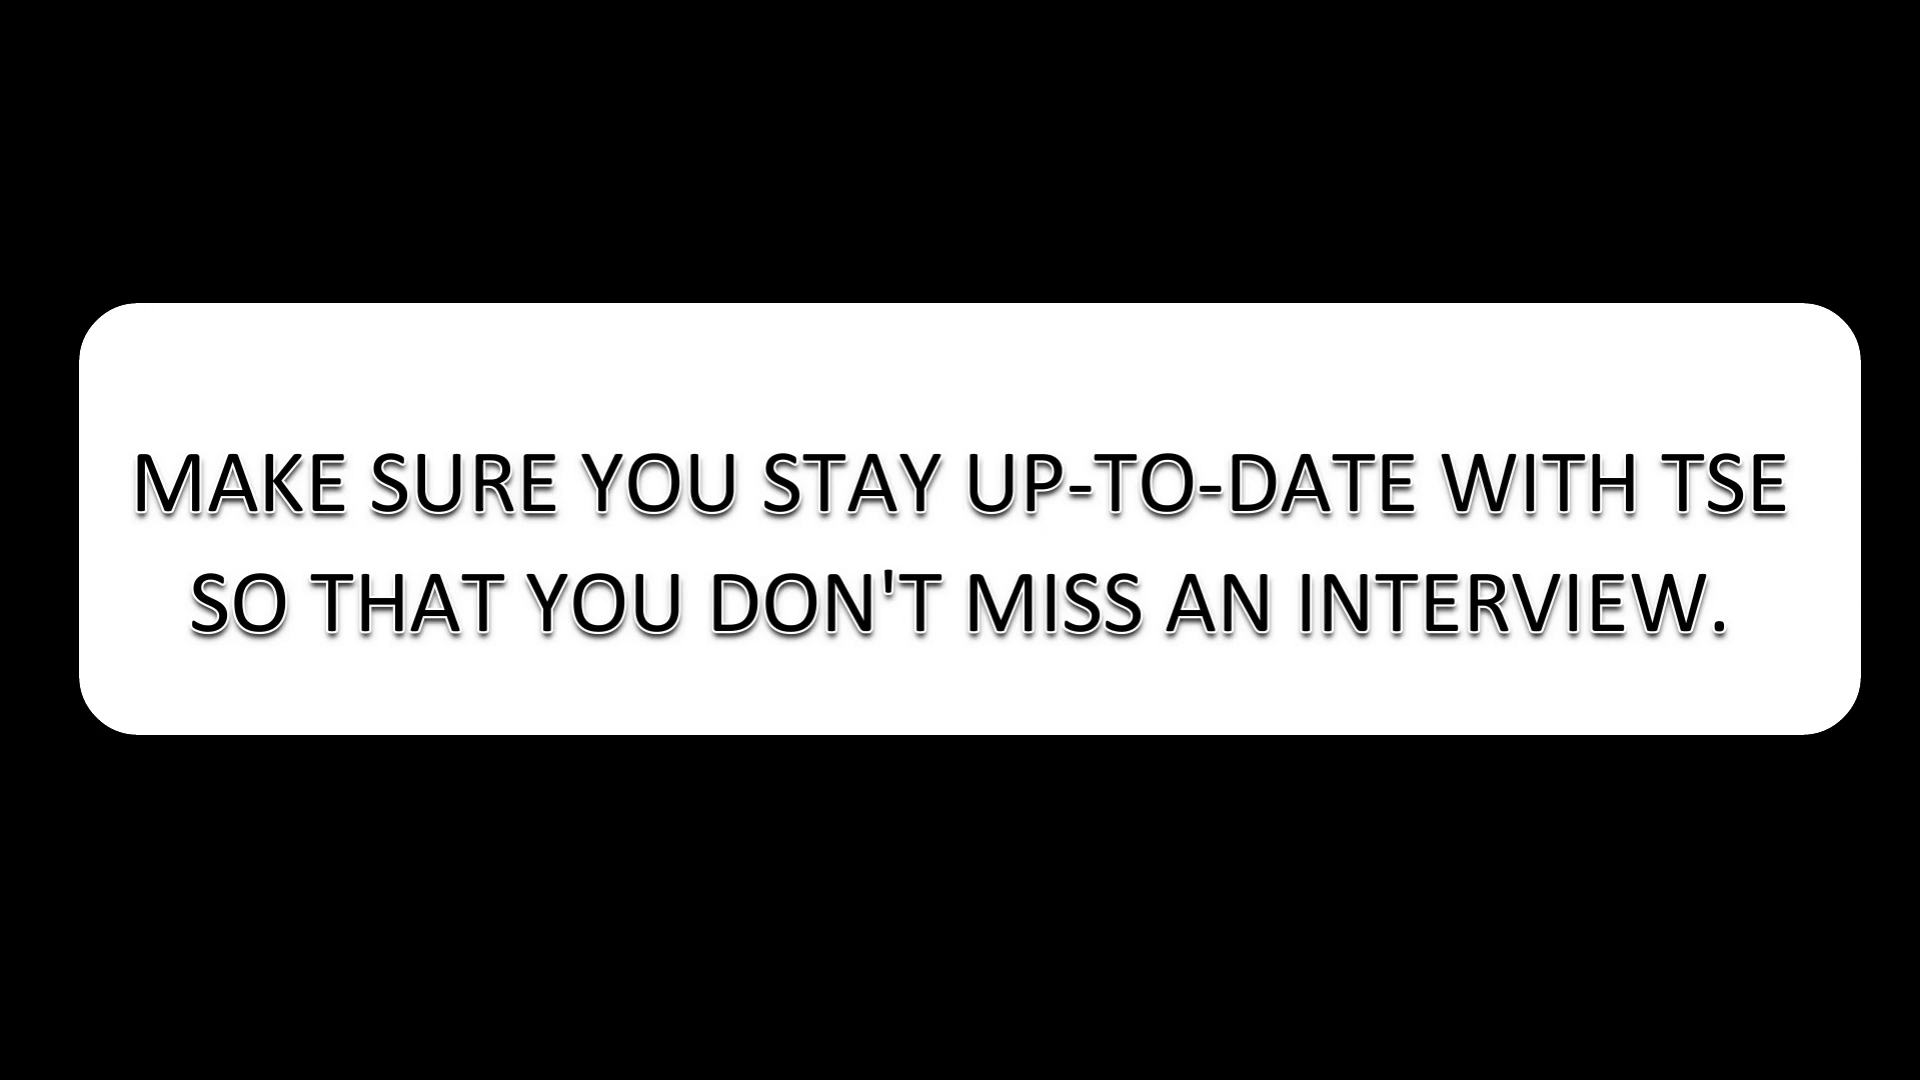 MAKE SURE YOU STAY UP-TO-DATE WITH TSE
SO THAT YOU DON'T MISS AN INTERVIEW.